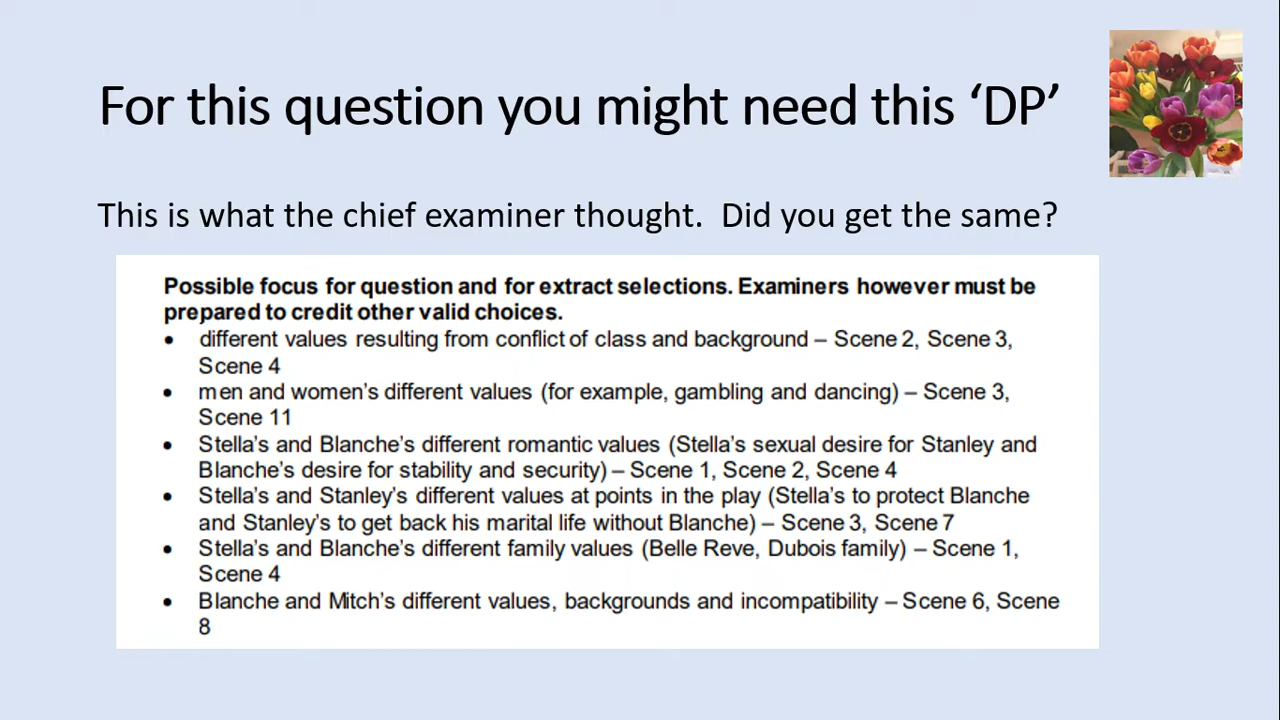 For this question you might need this ‘DP’
This is what the chief examiner thought.  Did you get the same?
Possible focus for question and for extract selections. Examiners however must be
prepared to credit other valid choices.
• different values resulting from conflict of class and background – Scene 2, Scene 3,
Scene 4
• men and women’s different values (for example, gambling and dancing) – Scene 3,
Scene 11
• Stella’s and Blanche’s different romantic values (Stella’s sexual desire for Stanley and
Blanche’s desire for stability and security) – Scene 1, Scene 2, Scene 4
• Stella’s and Stanley’s different values at points in the play (Stella’s to protect Blanche
and Stanley’s to get back his marital life without Blanche) – Scene 3, Scene 7
• Stella’s and Blanche’s different family values (Belle Reve, Dubois family) – Scene 1,
Scene 4
• Blanche and Mitch’s different values, backgrounds and incompatibility – Scene 6, Scene
8